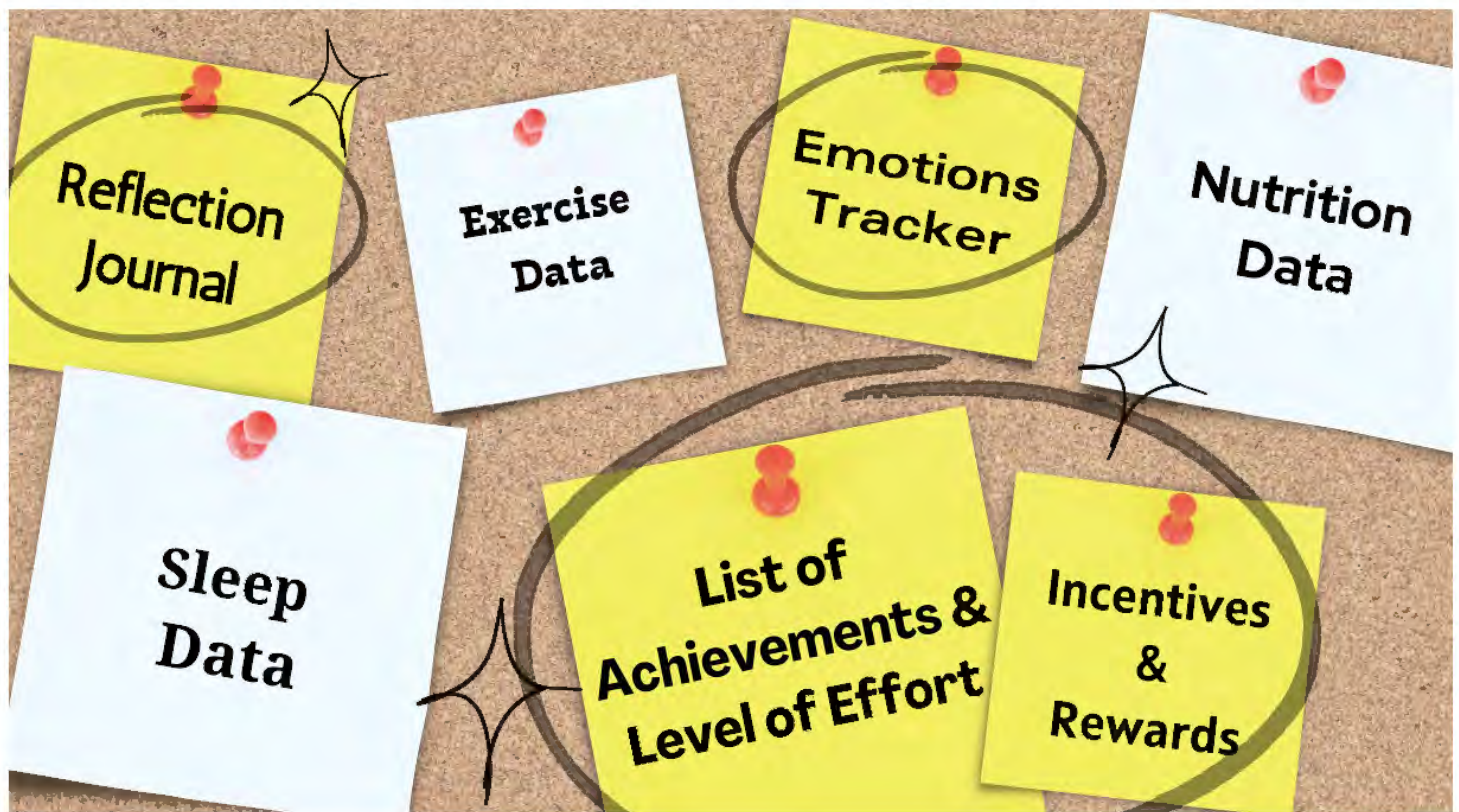 Reflection
Journal
Exercise
Data
Emotions
Tracker
Nutrition
Data
Sleep
Data
List of
Achievements &
Level of Effort
Incentives
&
Rewards